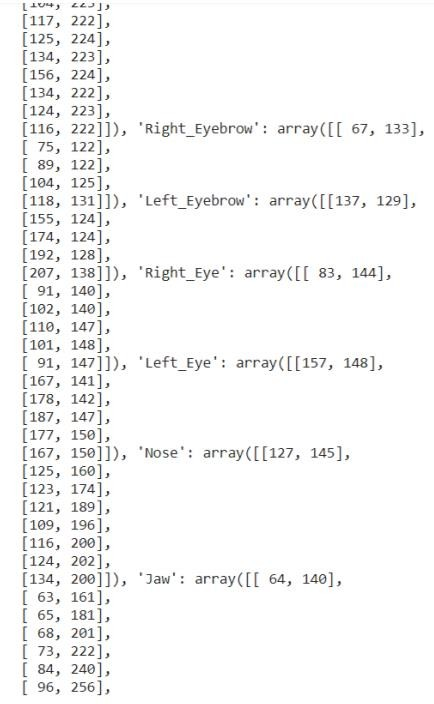 [117, 222],
[125, 224],
[134, 223],
[156, 224],
[134, 222],
[124, 223],
[116, 222]]), 'Right_Eyebrow': array([[ 67, 133],
[ 75, 122],
[ 89, 122],
[104, 125],
[118, 131]]), 'Left_Eyebrow': array([[137, 129],
[155, 124],
[174, 124],
[192, 128],
[207, 138]]), 'Right_Eye': array([[ 83, 144],
[ 91, 140],
[102, 140],
[110, 147],
[101, 148],
[ 91, 147]]), 'Left_Eye': array([[157, 148],
[167, 141],
[178, 142],
[187, 147],
[177, 150],
[167, 150]]), 'Nose': array([[127, 145],
[125, 160],
[123, 174],
[121, 189],
[109, 196],
[116, 200],
[124, 202],
[134, 200]]), 'Jaw': array([[ 64, 140],
[ 63, 161],
[ 65, 181],
[ 68, 201],
[ 73, 222],
[ 84, 240],
[ 96, 256],